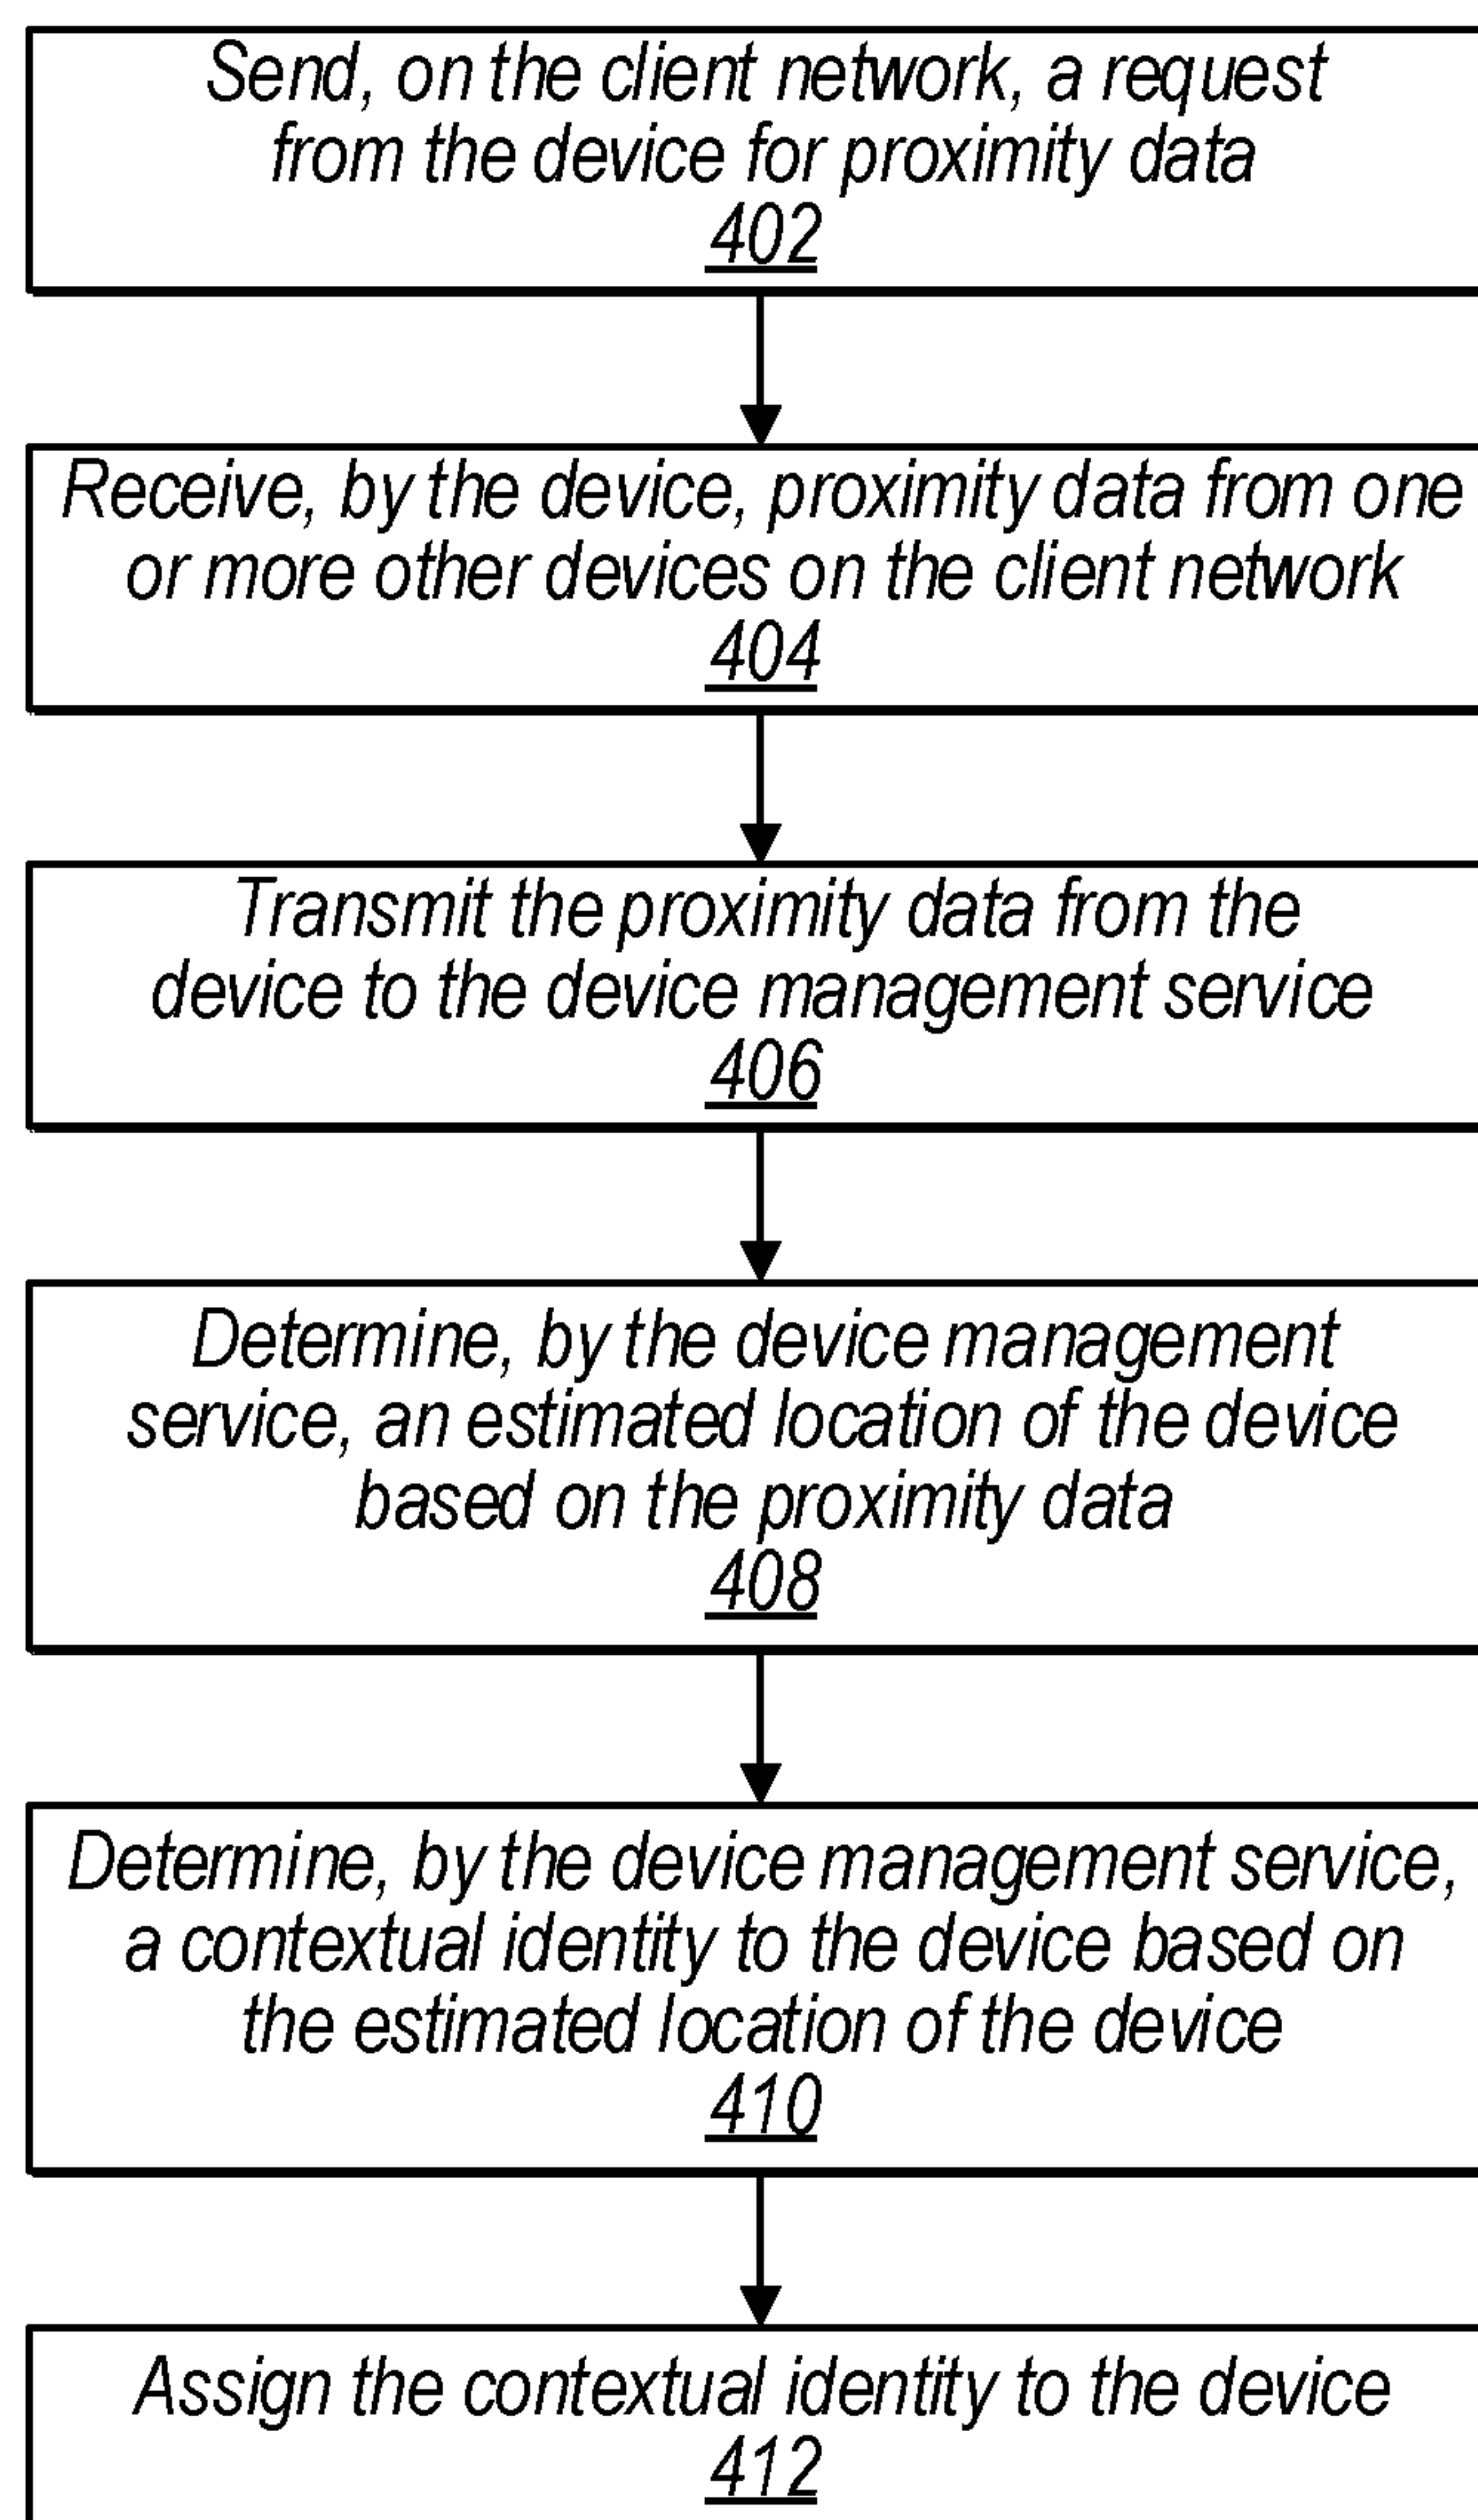 Send, on the client network, a request
from the device for proximity data
402
Receive, by the device, proximity data from one
or more other devices on the client network
404
Transmit the proximity data from the
device to the device management service
406
Determine, by the device management
service, an estimated location of the device
based on the proximity data
408
Determine, by the device management service,
a contextual identity to the device based on
the estimated location of the device
410
Assign the contextual identity to the device
412